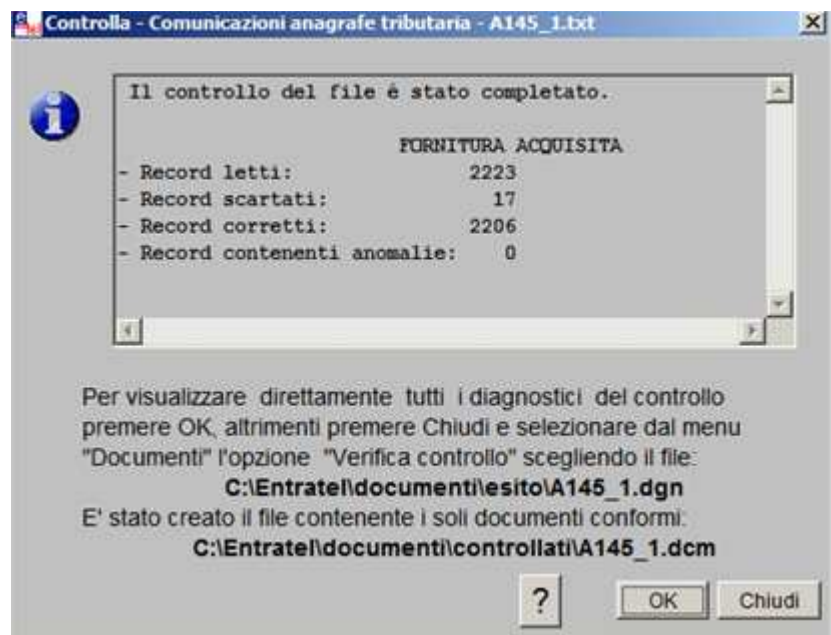 Controlla - Comunicazioni anagrafe tributaria - A145_1.txt
Il controllo del file é stato completato.
FORNITURA ACQUISITA
- Record letti: 2223
- Record scartati: 17
- Record corretti: 2206
- Record contenenti anomalie: 0
Per visualizzare direttamente tutti i diagnostici del controllo
premere OK, altrimenti premere Chiudi e selezionare dal menu
"Documenti" l'opzione "Verifica controllo" scegliendo il file:
C:\Entratel\documenti\esito\A145_1.dgn
E' stato creato il file contenente i soli documenti conformi:
C:\Entratel\documenti\controllati\A145_1.dcm
? OK Chiudi